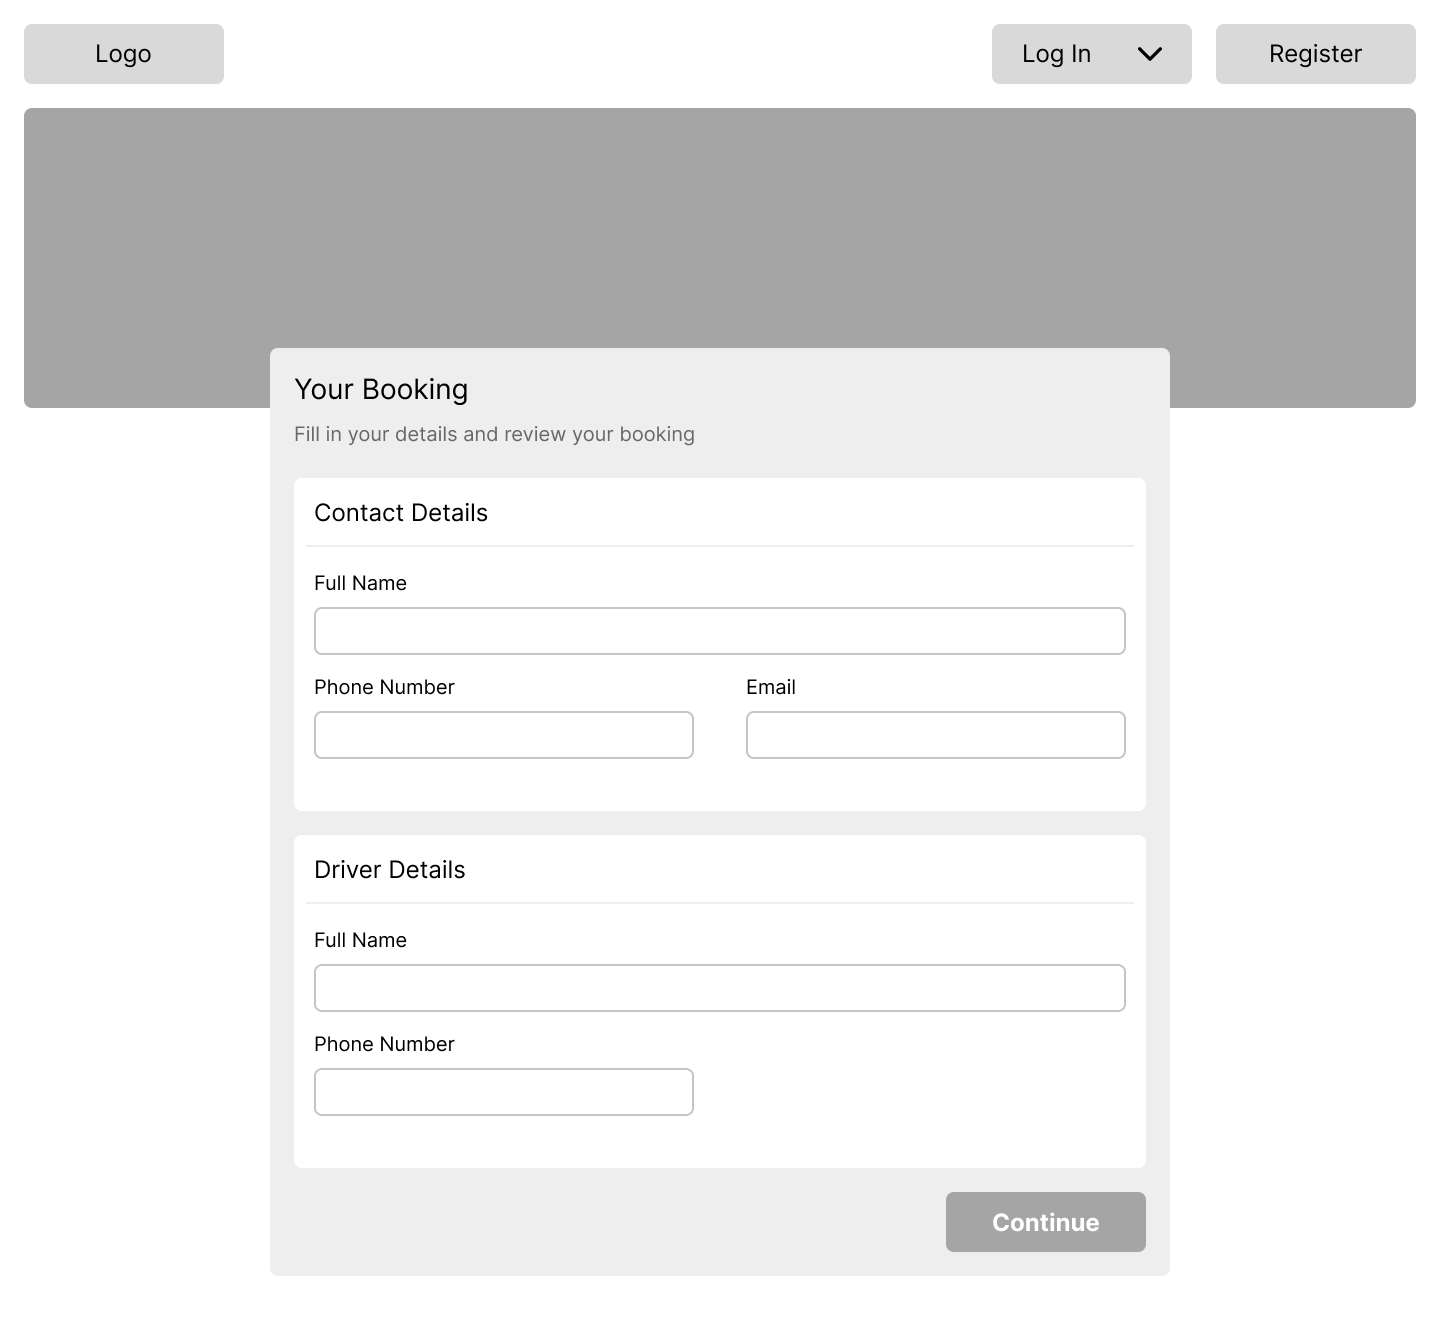 Logo
Log In
Register
Your Booking
Fill in your details and review your booking
Contact Details
Full Name
Phone Number
Email
Driver Details
Full Name
Phone Number
Continue